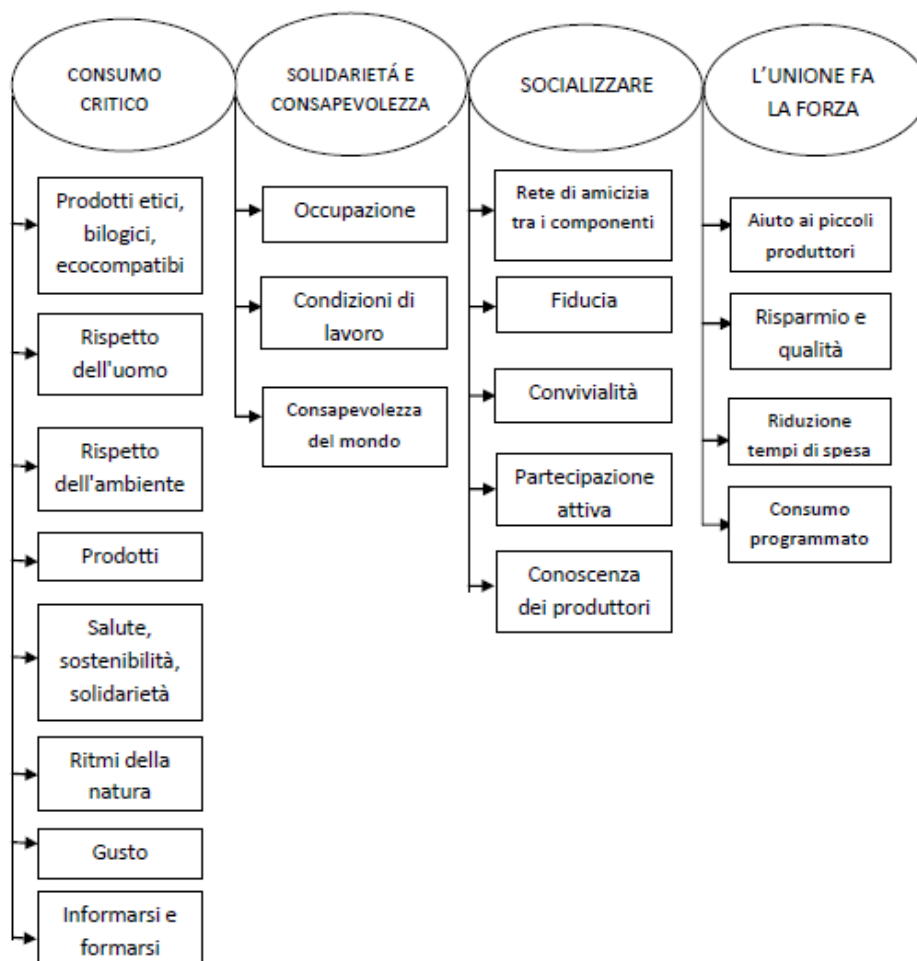 CONSUMO
CRITICO
Prodotti etici,
bilogici,
ecocompatibi
Rispetto
dell'uomo
Rispetto
dell'ambiente
Prodotti
Salute,
sostenibilità,
solidarietà
Ritmi della
natura
Gusto
Informarsi e
formarsi
SOLIDARIETÁ E
CONSAPEVOLEZZA
Occupazione
Condizioni di
lavoro
Consapevolezza
del mondo
SOCIALIZZARE
Rete di amicizia
tra i componenti
Fiducia
Convivialità
Partecipazione
attiva
Conoscenza
dei produttori
L'UNIONE FA
LA FORZA
Aiuto ai piccoli
produttori
Risparmio e
qualità
Riduzione
tempi di spesa
Consumo
programmato